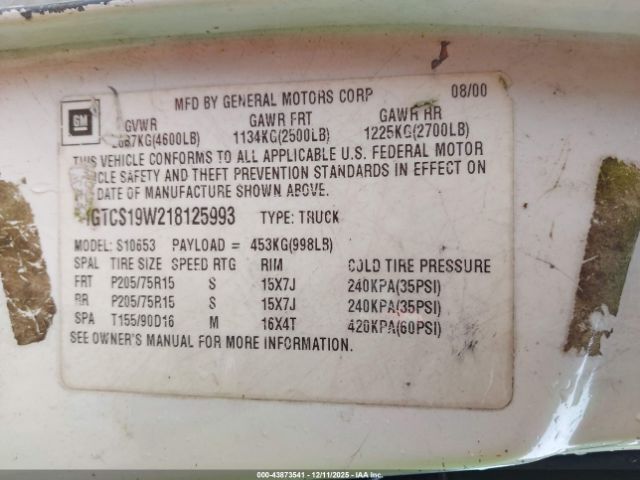 MFD BY GENERAL MOTORS CORP 08/00
GM GVWR GAWR FRT GAWR RR
2087KG(4600LB) 1134KG(2500LB) 1225KG(2700LB)
THIS VEHICLE CONFORMS TO ALL APPLICABLE U.S. FEDERAL MOTOR
SAFETY AND THEFT PREVENTION STANDARDS IN EFFECT ON
DATE OF MANUFACTURE SHOWN ABOVE.
1GTCS19W218125993 TYPE: TRUCK
MODEL: S10653 PAYLOAD = 453KG(998LB)
SPAL TIRE SIZE SPEED RTG RIM COLD TIRE PRESSURE
FRT P205/75R15 S 15X7J 240KPA(35PSI)
RR P205/75R15 S 15X7J 240KPA(35PSI)
SPA T155/90D16 M 16X4T 420KPA(60PSI)
SEE OWNER'S MANUAL FOR MORE INFORMATION.
00-43873541 - 12/11/2025 - IAA Inc.